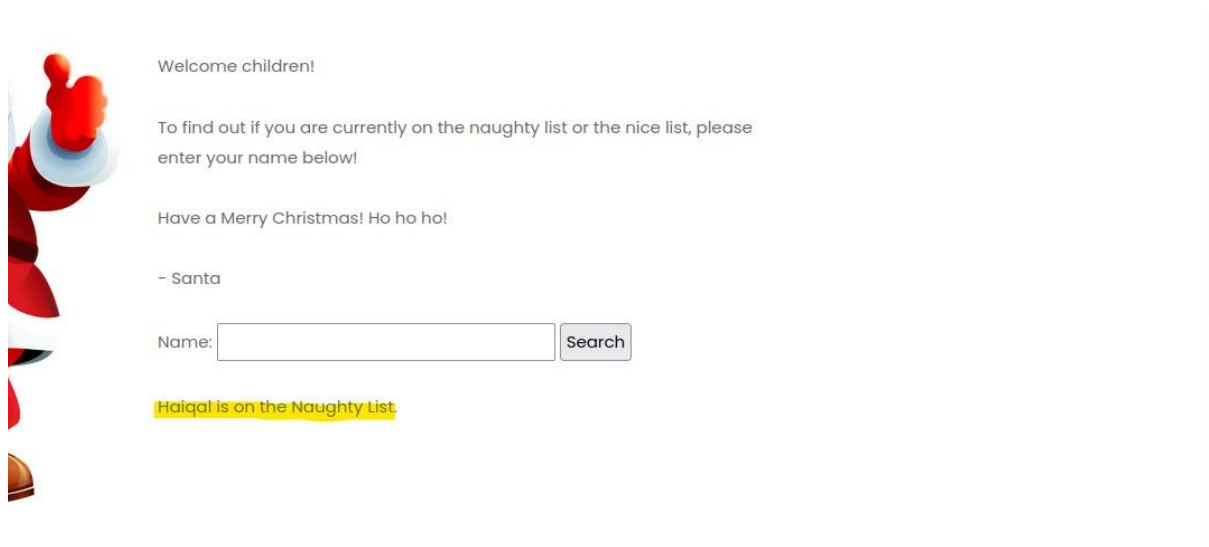 Welcome children!
To find out if you are currently on the naughty list or the nice list, please
enter your name below!
Have a Merry Christmas! Ho ho ho!
- Santa
Name: Search
Haiqal is on the Naughty List.